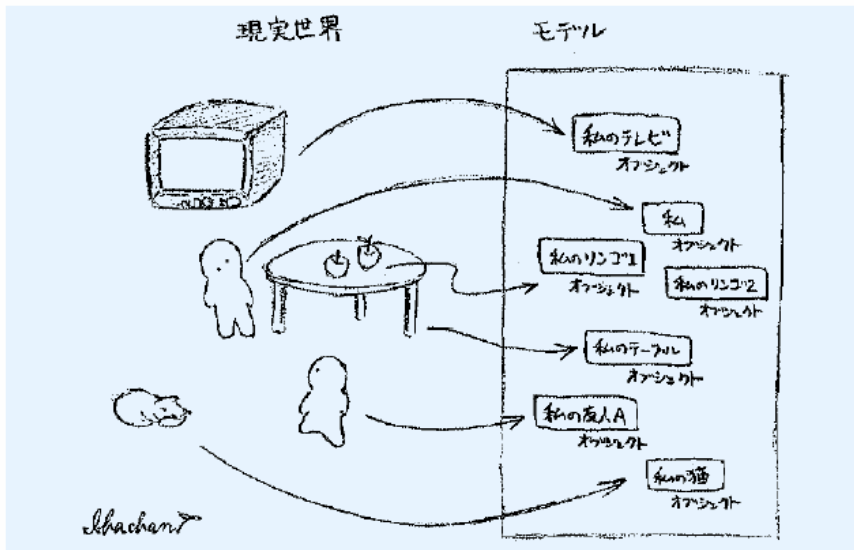 現実世界
モデル
私のテレビ
オブジェクト
私
オブジェクト
私のリンゴ1
オブジェクト
私のリンゴ2
オブジェクト
私のテーブル
オブジェクト
私の友人A
オブジェクト
私の猫
オブジェクト